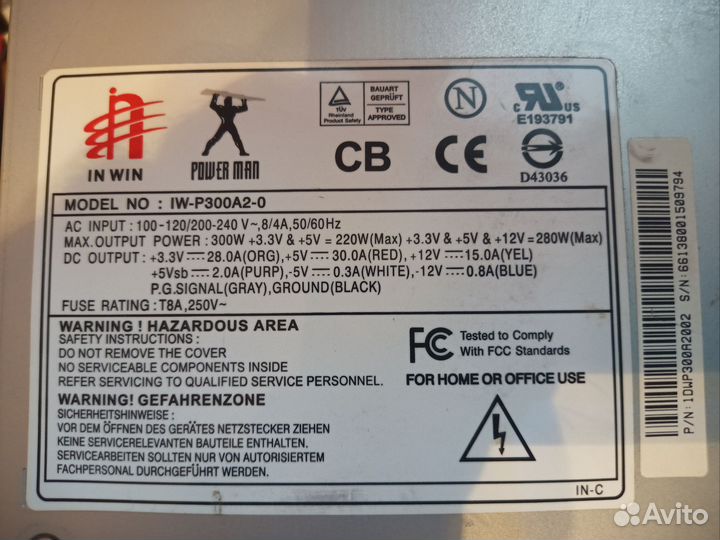 IN WIN
POWER MAN
TÜV
Rheinland
Product Safety
BAUART
GEPRÜFT
TYPE
APPROVED
N
C US
E193791
CB
CE
D43036
MODEL NO : IW-P300A2-0
AC INPUT : 100-120/200-240 V~,8/4A,50/60Hz
MAX.OUTPUT POWER : 300W +3.3V & +5V = 220W(Max) +3.3V & +5V & +12V = 280W(Max)
DC OUTPUT : +3.3V ⎓ 28.0A(ORG), +5V ⎓ 30.0A(RED), +12V ⎓ 15.0A(YEL)
+5Vsb ⎓ 2.0A(PURP),-5V ⎓ 0.3A(WHITE),-12V ⎓ 0.8A(BLUE)
P.G.SIGNAL(GRAY),GROUND(BLACK)
FUSE RATING : T8A,250V~
WARNING ! HAZARDOUS AREA
SAFETY INSTRUCTIONS :
DO NOT REMOVE THE COVER
NO SERVICEABLE COMPONENTS INSIDE
REFER SERVICING TO QUALIFIED SERVICE PERSONNEL.
WARNUNG! GEFAHRENZONE
SICHERHEITSHINWEISE :
VOR DEM ÖFFNEN DES GERÄTES NETZSTECKER ZIEHEN
KEINE SERVICERELEVANTEN BAUTEILE ENTHALTEN.
SERVICEARBEITEN SOLLTEN NUR VON AUTORISIERTEM
FACHPERSONAL DURCHGEFÜHRT WERDEN.
FC Tested to Comply
With FCC Standards
FOR HOME OR OFFICE USE
IN-C
P/N:1DWP300A2002 S/N:66138001509794
Avito